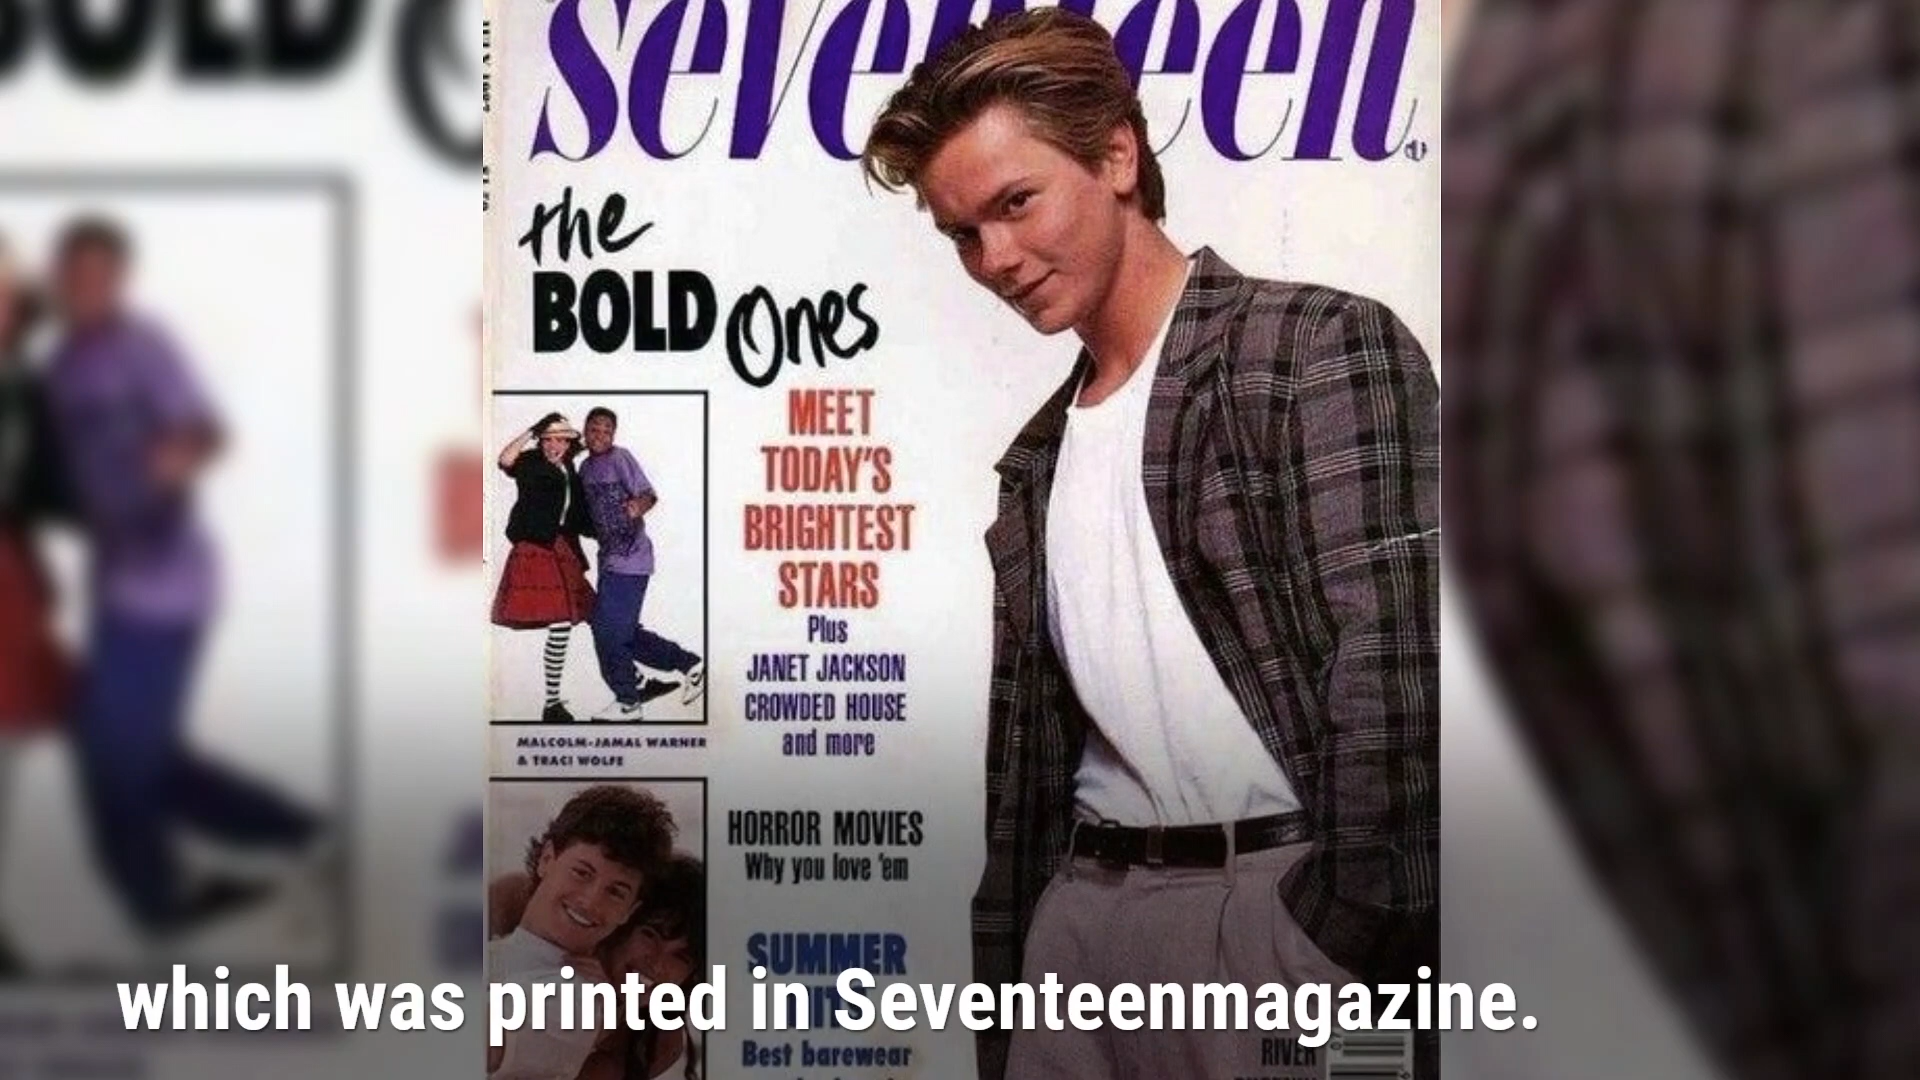 seventeen
the
BOLD Ones
MEET
TODAY'S
BRIGHTEST
STARS
Plus
JANET JACKSON
CROWDED HOUSE
and more
MALCOLM-JAMAL WARNER
& TRACI WOLFE
HORROR MOVIES
Why you love 'em
SUMMER
which was printed in Seventeenmagazine.
Best barewear
RIVER